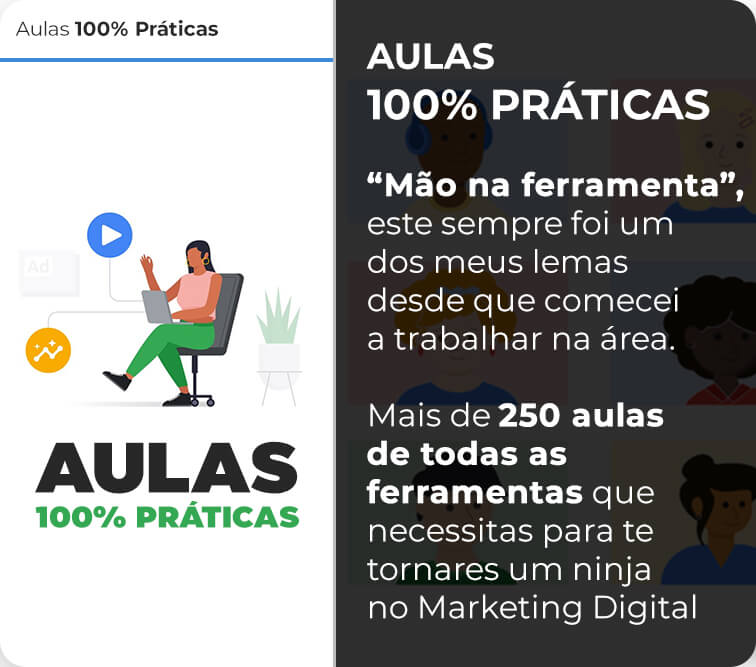 Aulas 100% Práticas
Ad
AULAS
100% PRÁTICAS
AULAS
100% PRÁTICAS
“Mão na ferramenta”,
este sempre foi um
dos meus lemas
desde que comecei
a trabalhar na área.
Mais de 250 aulas
de todas as
ferramentas que
necessitas para te
tornares um ninja
no Marketing Digital